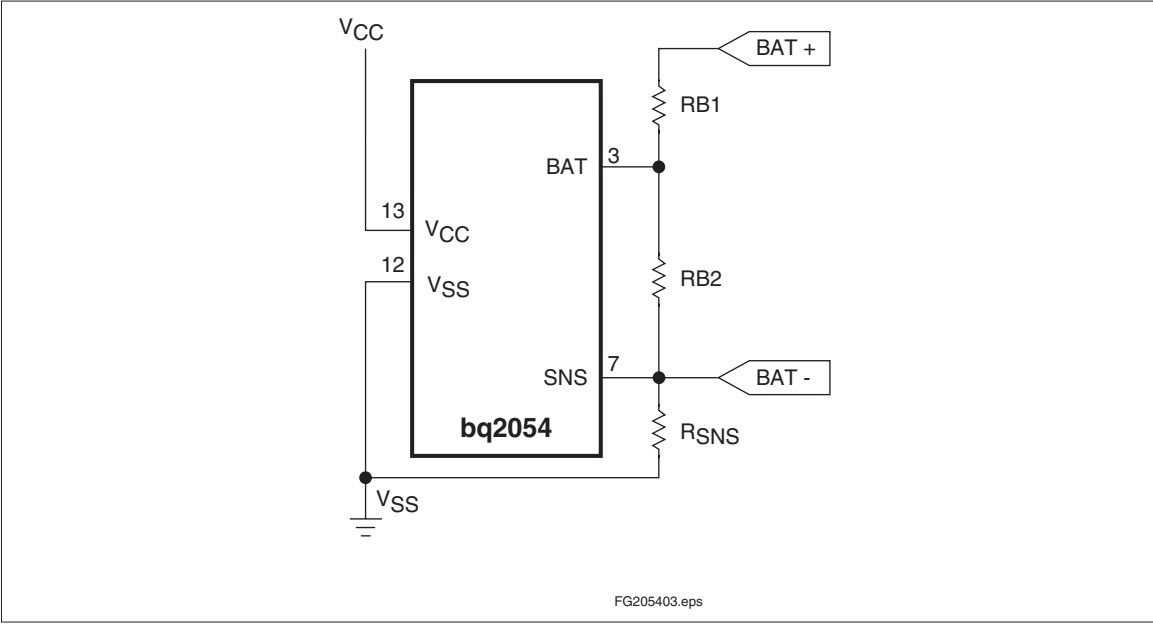 VCC
BAT +
RB1
BAT
3
13
VCC
12
VSS
RB2
SNS
7
BAT -
bq2054
RSNS
VSS
FG205403.eps